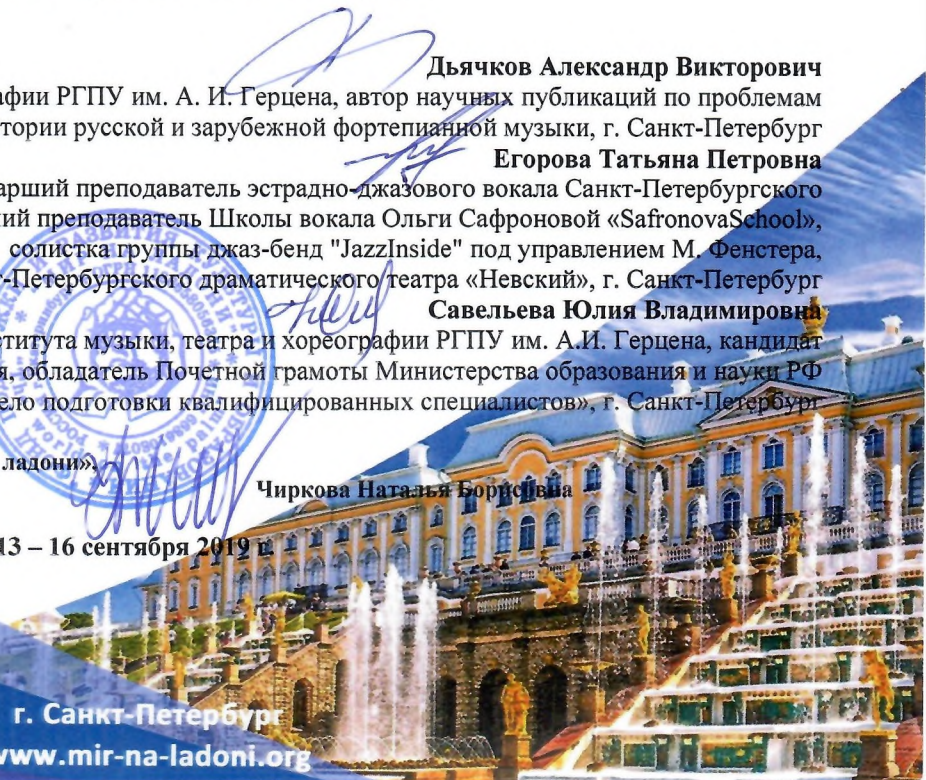 Дьячков Александр Викторович
афии РГПУ им. А. И. Герцена, автор научных публикаций по проблемам
тории русской и зарубежной фортепианной музыки, г. Санкт-Петербург
Егорова Татьяна Петровна
арший преподаватель эстрадно-джазового вокала Санкт-Петербургского
ий преподаватель Школы вокала Ольги Сафроновой «SafronovaSchool»,
солистка группы джаз-бенд "JazzInside" под управлением М. Фенстера,
-Петербургского драматического театра «Невский», г. Санкт-Петербург
Савельева Юлия Владимировна
ститута музыки, театра и хореографии РГПУ им. А.И. Герцена, кандидат
я, обладатель Почетной грамоты Министерства образования и науки РФ
ело подготовки квалифицированных специалистов», г. Санкт-Петербург
ладони»,
Чиркова Наталья Борисовна
13 – 16 сентября 2019 г.
г. Санкт-Петербург
www.mir-na-ladoni.org